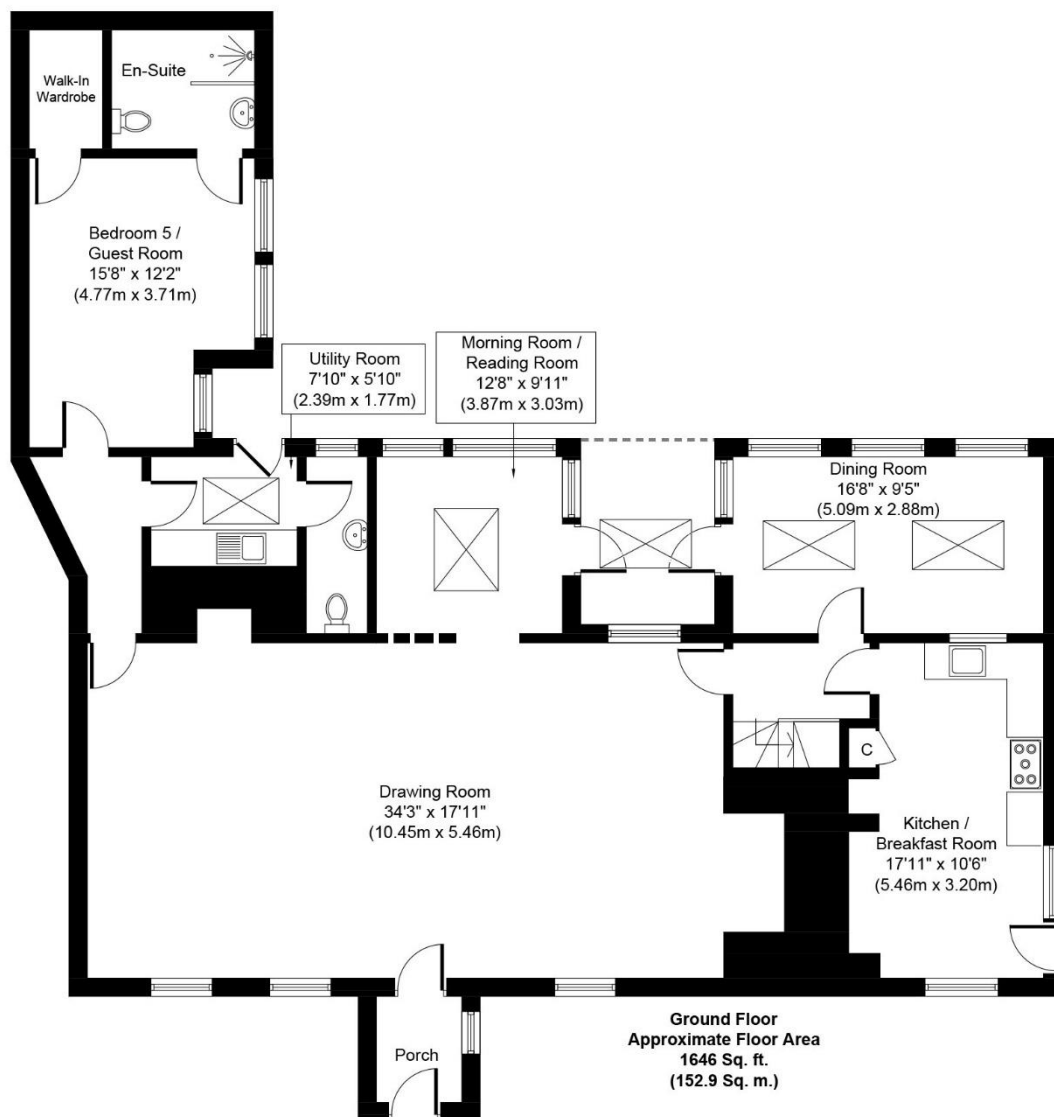 Walk-In
Wardrobe
En-Suite
Bedroom 5 /
Guest Room
15'8" x 12'2"
(4.77m x 3.71m)
Utility Room
7'10" x 5'10"
(2.39m x 1.77m)
Morning Room /
Reading Room
12'8" x 9'11"
(3.87m x 3.03m)
Dining Room
16'8" x 9'5"
(5.09m x 2.88m)
Drawing Room
34'3" x 17'11"
(10.45m x 5.46m)
C
Kitchen /
Breakfast Room
17'11" x 10'6"
(5.46m x 3.20m)
Porch
Ground Floor
Approximate Floor Area
1646 Sq. ft.
(152.9 Sq. m.)